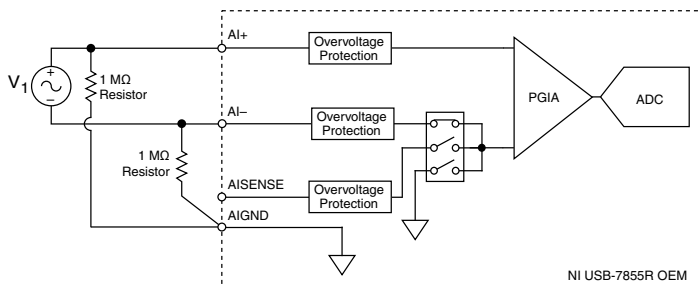 AI+
Overvoltage
Protection
V1
+
–
1 MΩ
Resistor
PGIA
ADC
AI–
Overvoltage
Protection
1 MΩ
Resistor
AISENSE
Overvoltage
Protection
AIGND
NI USB-7855R OEM